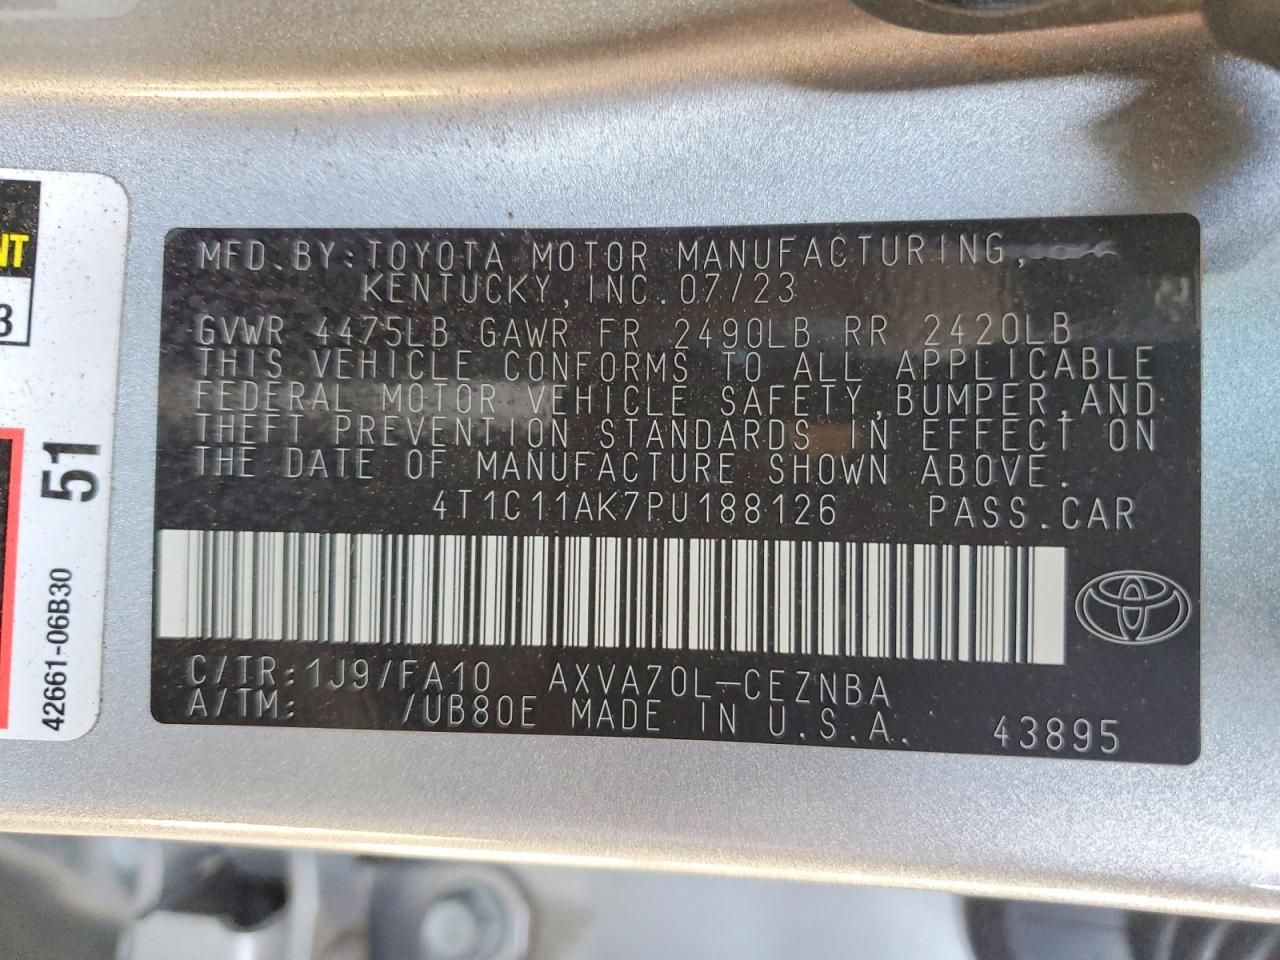 MFD.BY:TOYOTA MOTOR MANUFACTURING,
KENTUCKY, INC. 07/23
GVWR 4475LB GAWR FR 2490LB RR 2420LB
THIS VEHICLE CONFORMS TO ALL APPLICABLE
FEDERAL MOTOR VEHICLE SAFETY,BUMPER,AND
THEFT PREVENTION STANDARDS IN EFFECT ON
THE DATE OF MANUFACTURE SHOWN ABOVE.
4T1C11AK7PU188126 PASS.CAR
C/TR:1J9/FA10 AXVA70L-CEZNBA
A/TM: /UB80E MADE IN U.S.A. 43895
NT
3
51
42661-06B30